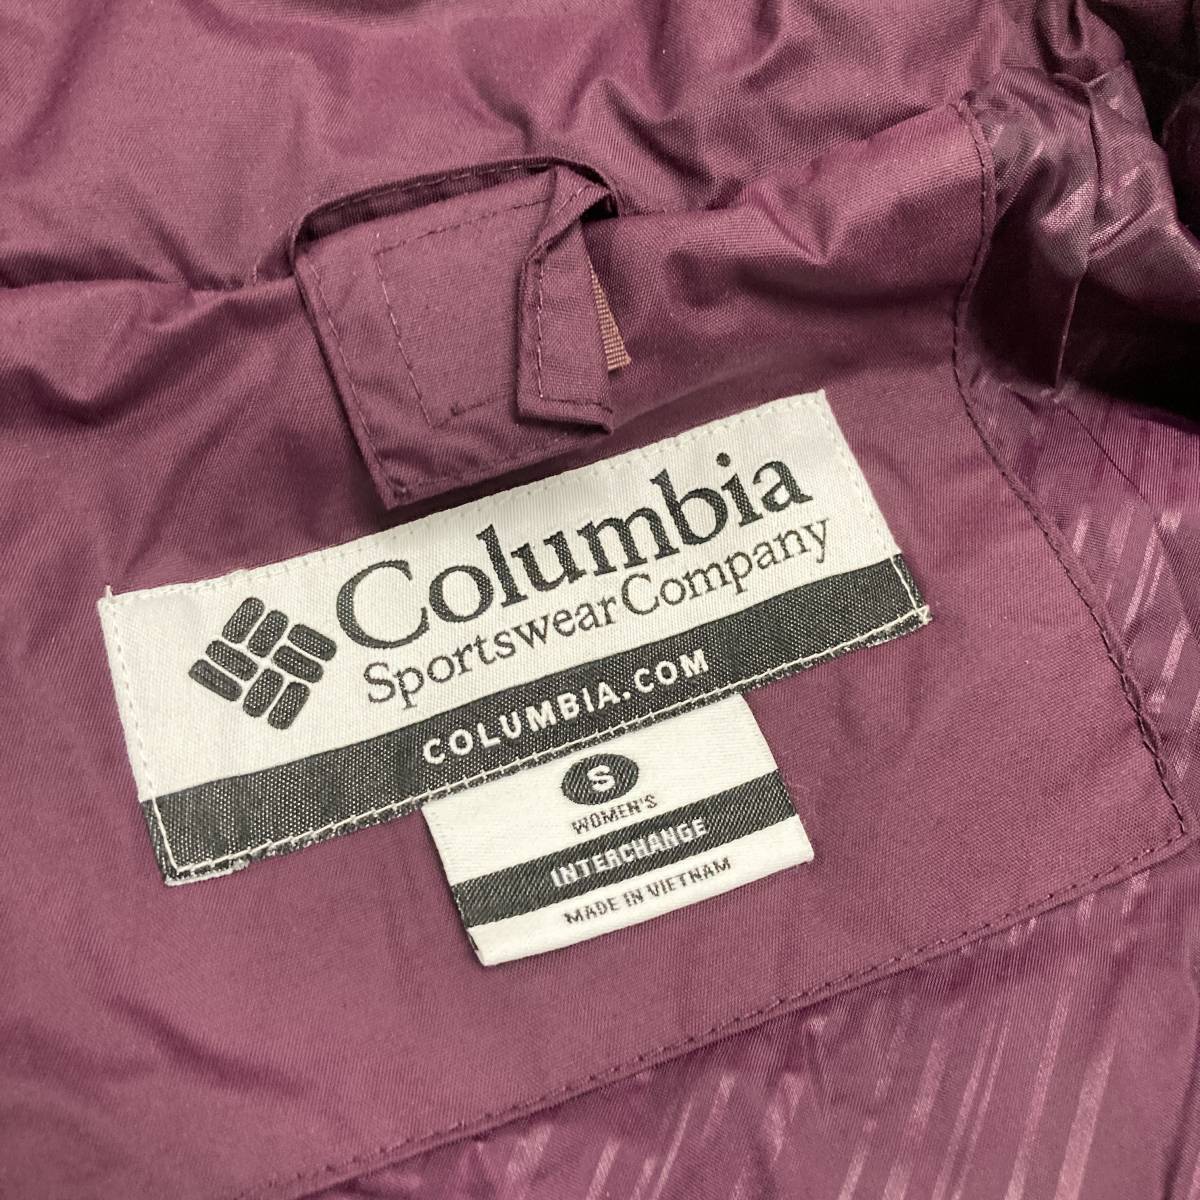 Columbia
Sportswear Company
COLUMBIA.COM
S
WOMEN'S
INTERCHANGE
MADE IN VIETNAM